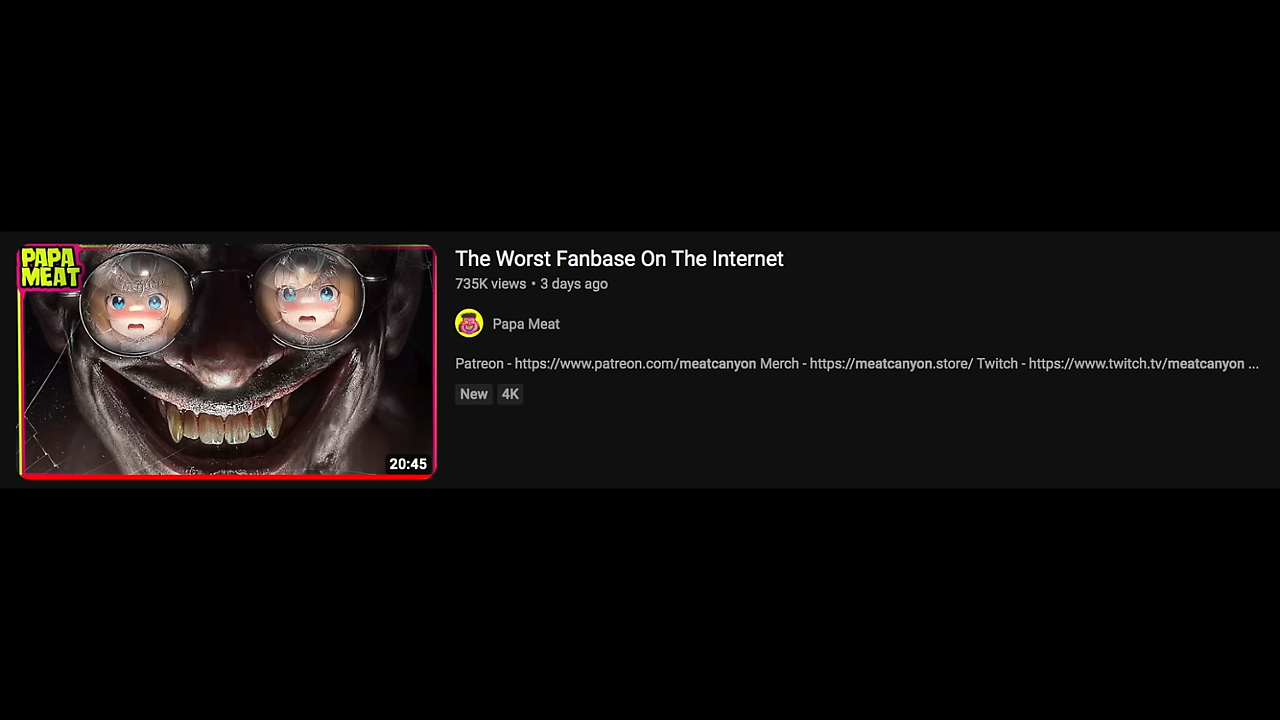 PAPA
MEAT
20:45
The Worst Fanbase On The Internet
735K views • 3 days ago
Papa Meat
Patreon - https://www.patreon.com/meatcanyon Merch - https://meatcanyon.store/ Twitch - https://www.twitch.tv/meatcanyon ...
New 4K